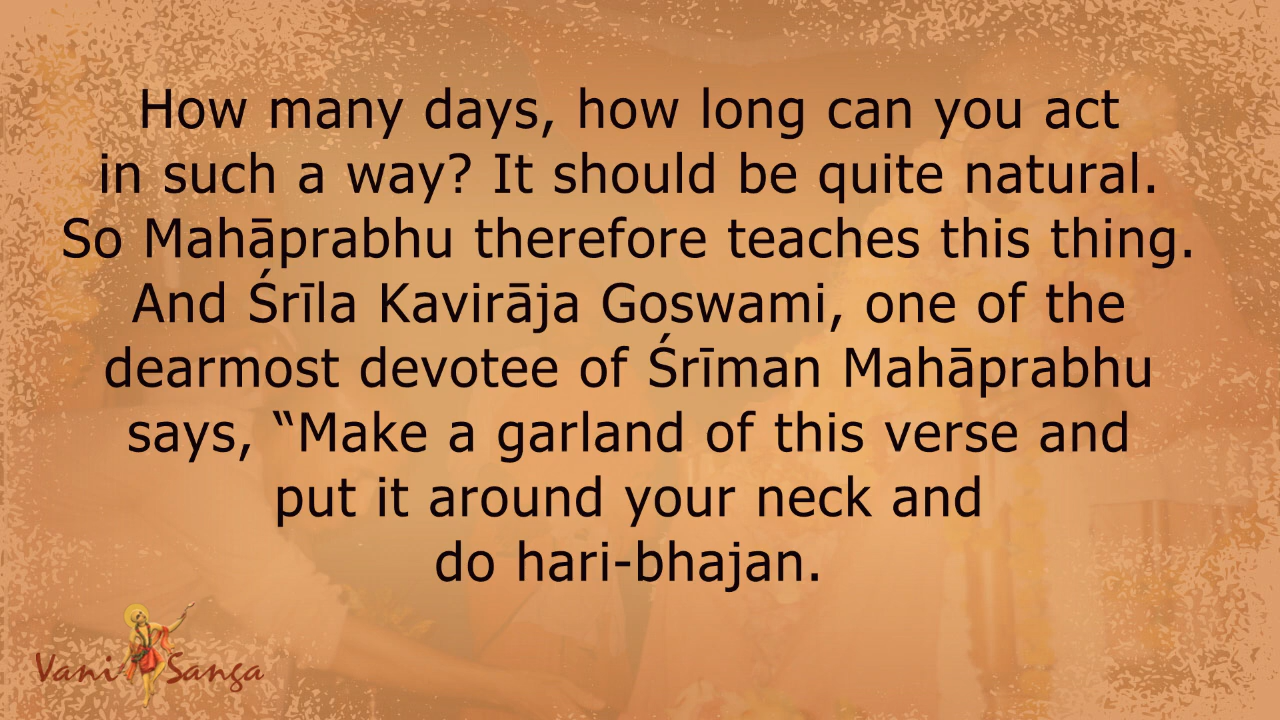 How many days, how long can you act
in such a way? It should be quite natural.
So Mahāprabhu therefore teaches this thing.
And Śrīla Kavirāja Goswami, one of the
dearmost devotee of Śrīman Mahāprabhu
says, “Make a garland of this verse and
put it around your neck and
do hari-bhajan.
Vani Sanga